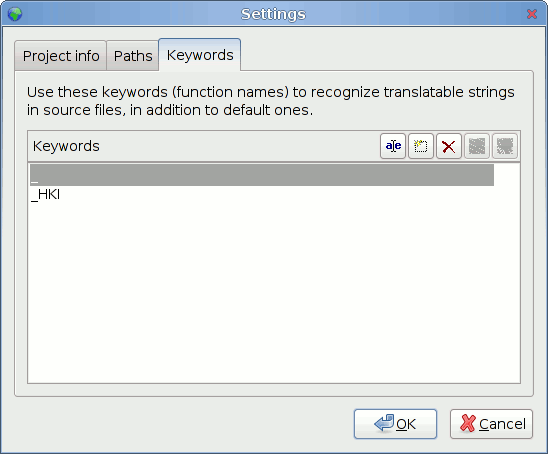 Settings
Project info Paths Keywords
Use these keywords (function names) to recognize translatable strings
in source files, in addition to default ones.
Keywords
_
_HKI
OK Cancel